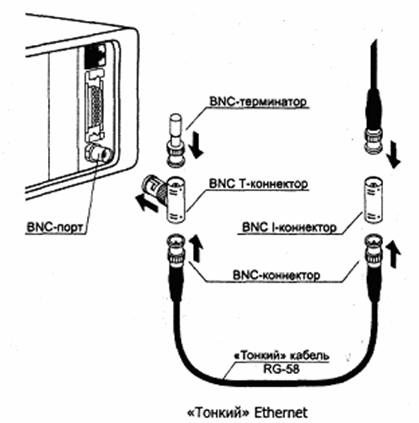 BNC-терминатор
BNC Т-коннектор
BNC-порт
BNC I-коннектор
BNC-коннектор
«Тонкий» кабель
RG-58
«Тонкий» Ethernet